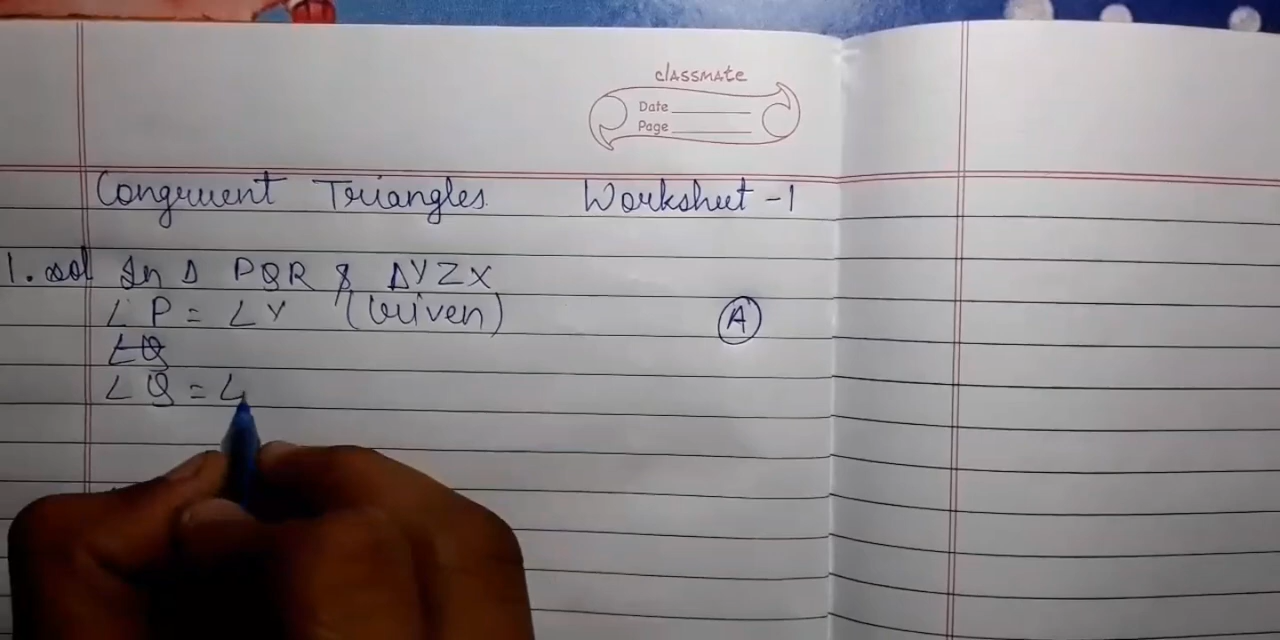 classmate
Date
Page
Congruent Triangles Worksheet -1
1. sol In Δ PQR & ΔYZX
∠P = ∠Y (Given) A
∠Q
∠Q = ∠